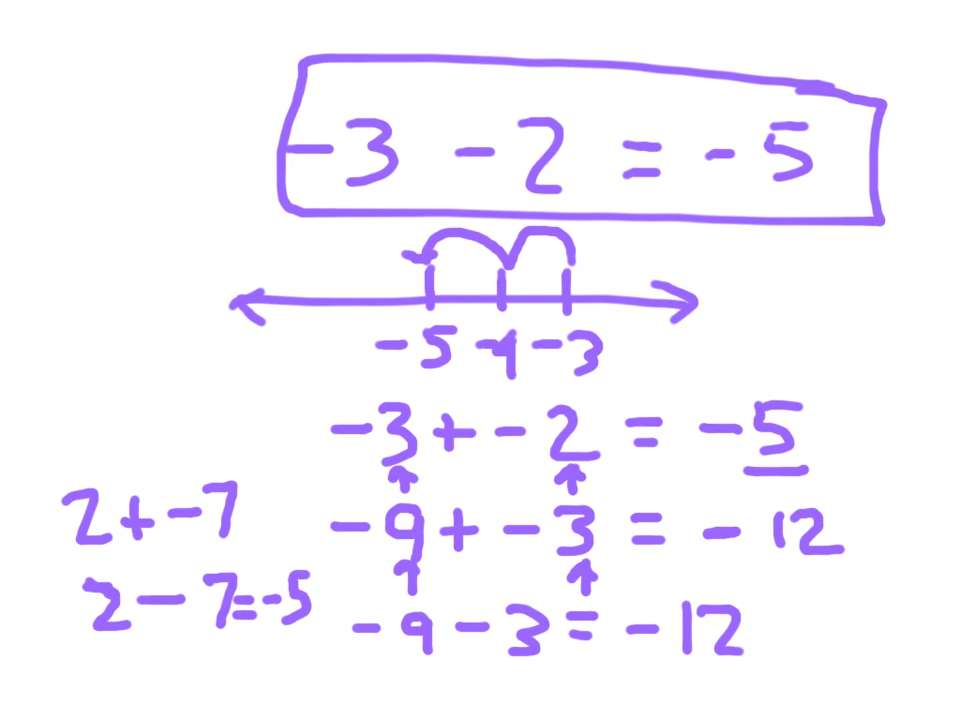 -3 - 2 = -5
-5 -4 -3
-3 + -2 = -5
2 + -7
-9 + -3 = -12
2 - 7 = -5
-9 - 3 = -12